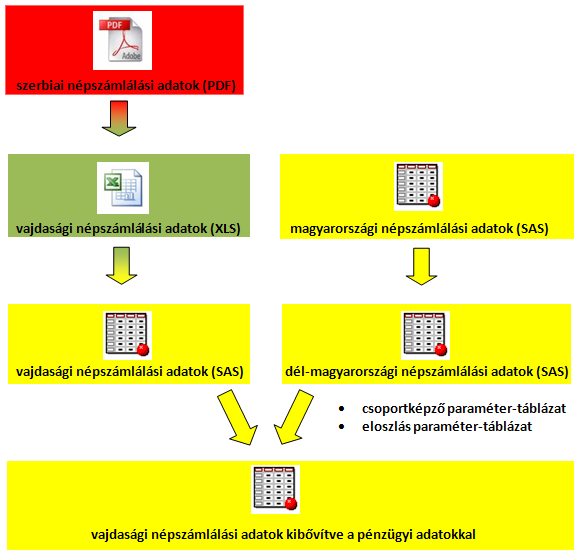 PDF
Adobe
szerbiai népszámlálási adatok (PDF)
vajdasági népszámlálási adatok (XLS)
magyarországi népszámlálási adatok (SAS)
vajdasági népszámlálási adatok (SAS)
dél-magyarországi népszámlálási adatok (SAS)
• csoportképző paraméter-táblázat
• eloszlás paraméter-táblázat
vajdasági népszámlálási adatok kibővítve a pénzügyi adatokkal